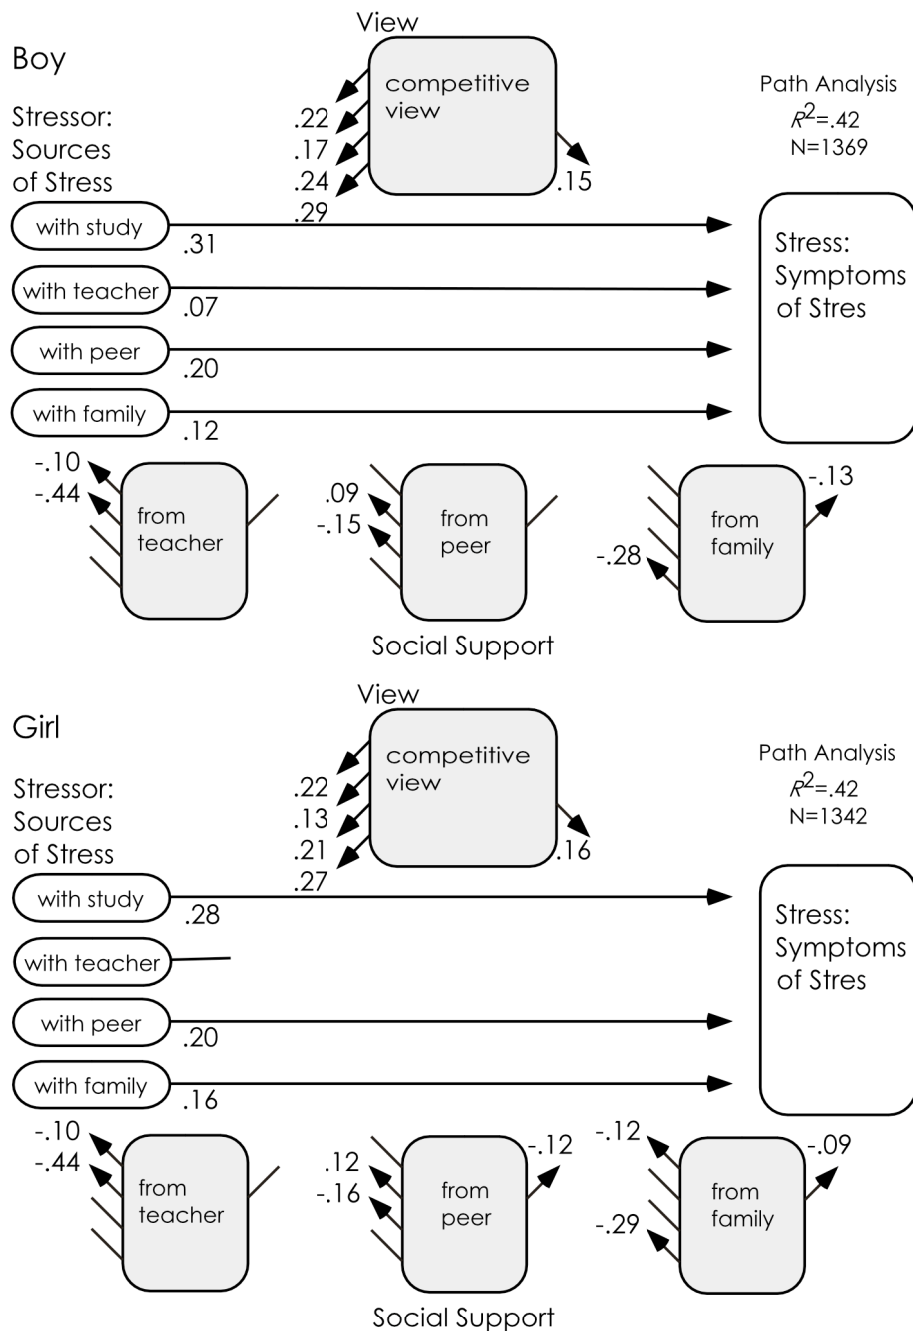 View
Boy
competitive
view
Path Analysis
R²=.42
N=1369
Stressor:
Sources
of Stress
.22
.17
.24
.29
.15
with study
.31
with teacher
.07
with peer
.20
with family
.12
Stress:
Symptoms
of Stres
-.10
-.44
from
teacher
.09
-.15
from
peer
-.28
from
family
-.13
Social Support
View
Girl
competitive
view
Path Analysis
R²=.42
N=1342
Stressor:
Sources
of Stress
.22
.13
.21
.27
.16
with study
.28
with teacher
with peer
.20
with family
.16
Stress:
Symptoms
of Stres
-.10
-.44
from
teacher
.12
-.16
from
peer
-.12
-.12
-.29
from
family
-.09
Social Support